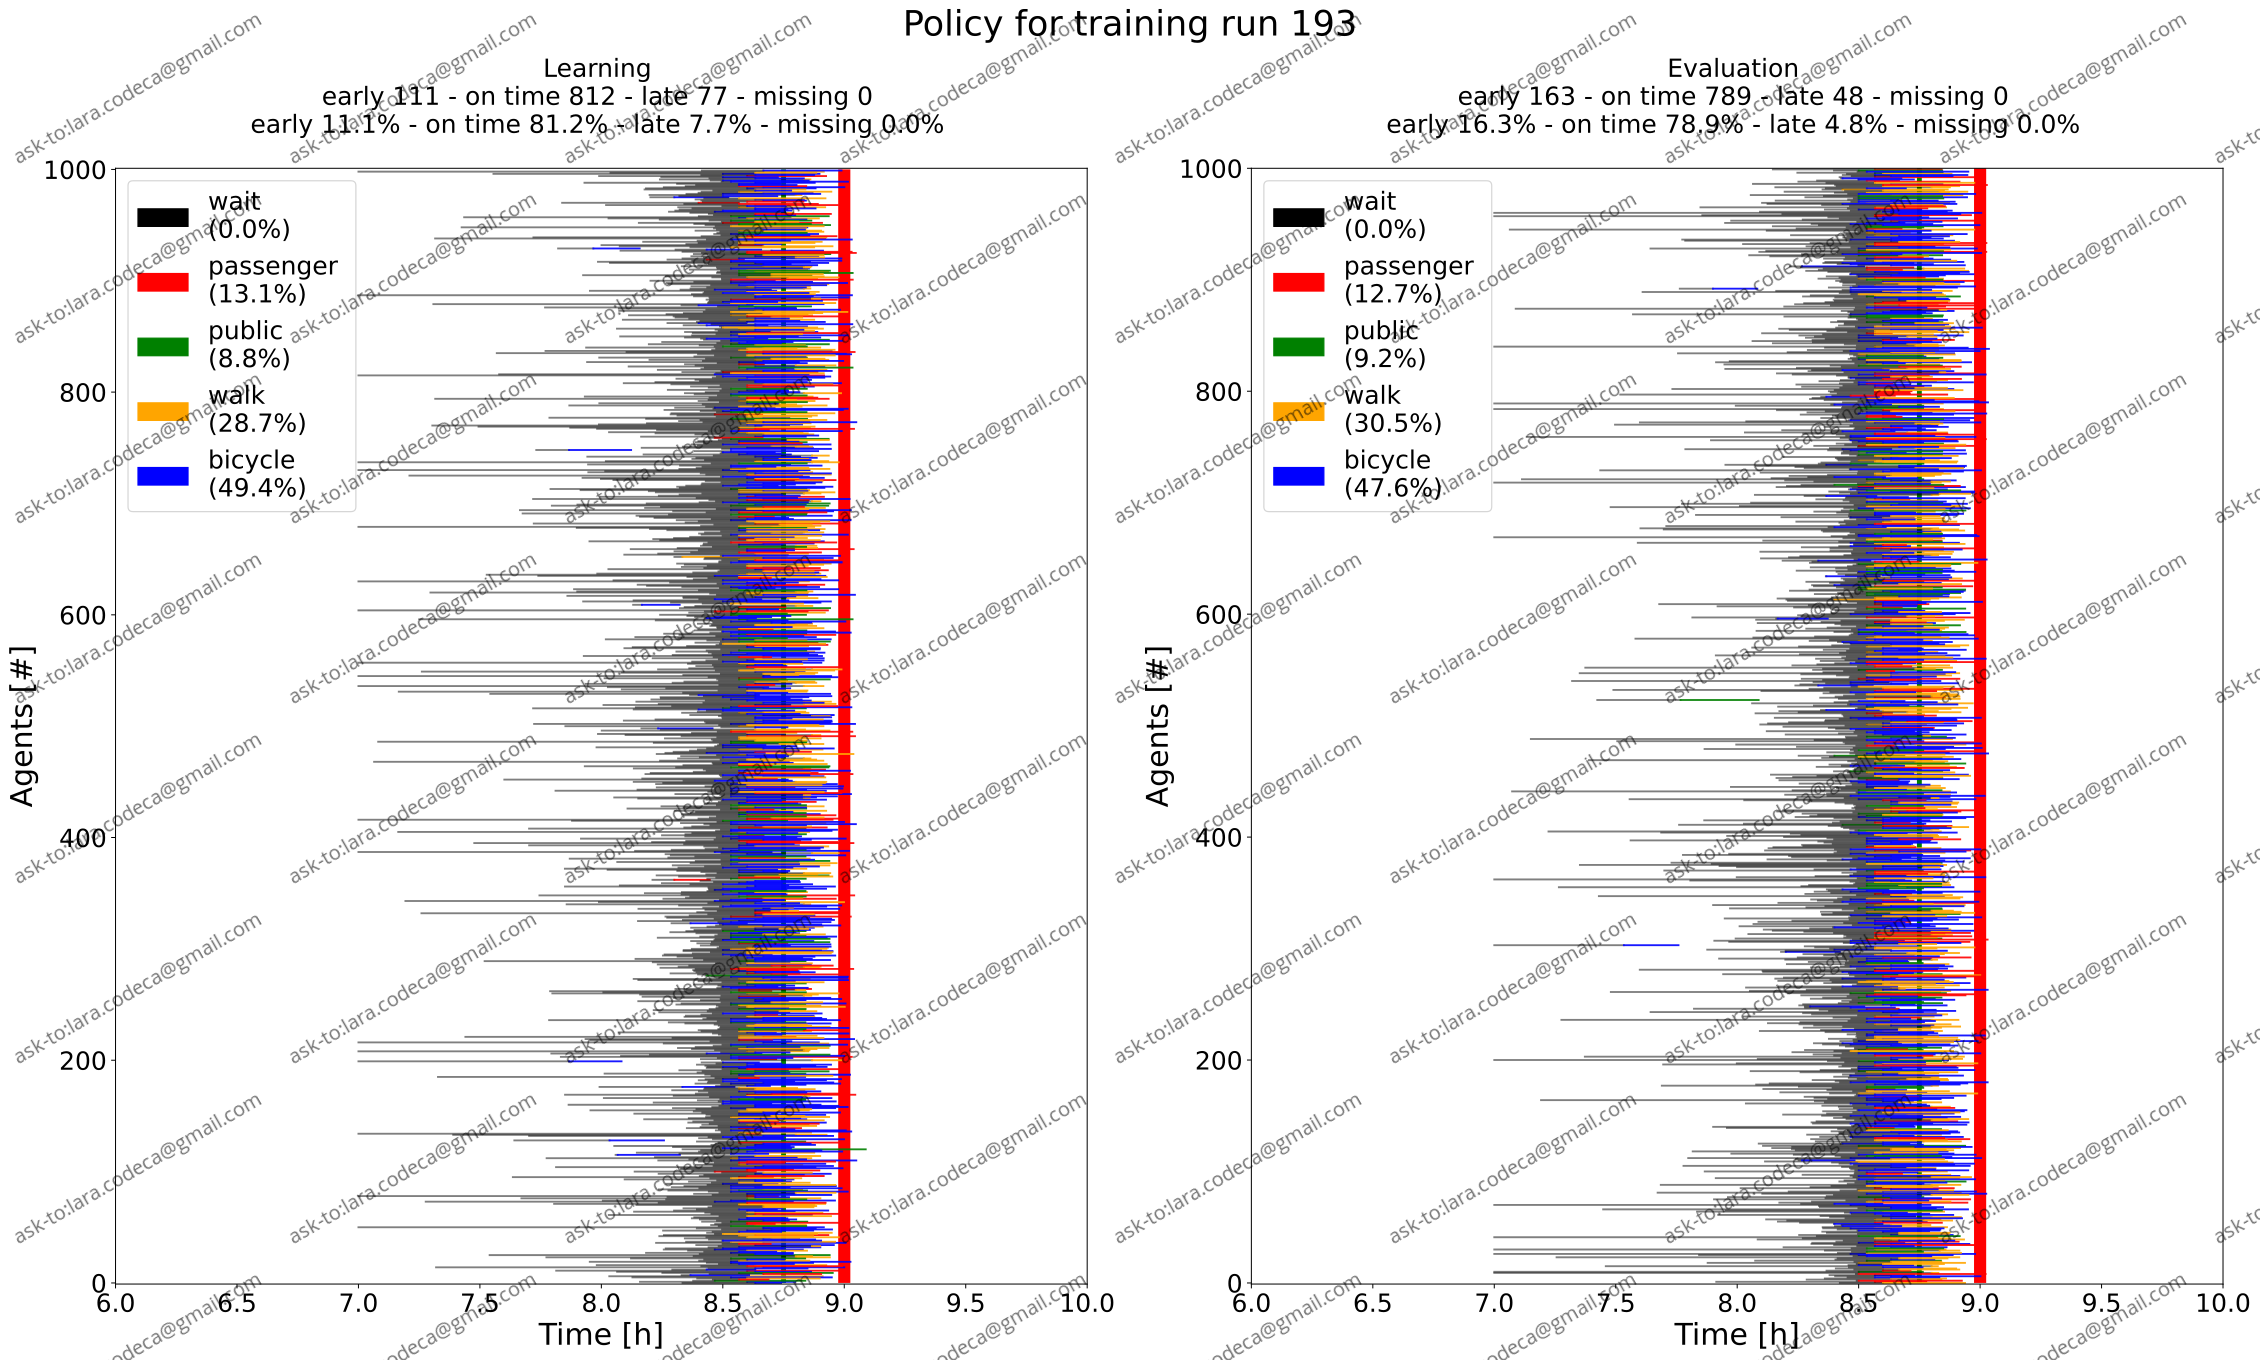 Policy for training run 193
Learning
early 111 - on time 812 - late 77 - missing 0
early 11.1% - on time 81.2% - late 7.7% - missing 0.0%
1000
800
600
400
200
0
Agents [#]
wait
(0.0%)
passenger
(13.1%)
public
(8.8%)
walk
(28.7%)
bicycle
(49.4%)
6.0 6.5 7.0 7.5 8.0 8.5 9.0 9.5 10.0
Time [h]
Evaluation
early 163 - on time 789 - late 48 - missing 0
early 16.3% - on time 78.9% - late 4.8% - missing 0.0%
1000
800
600
400
200
0
Agents [#]
wait
(0.0%)
passenger
(12.7%)
public
(9.2%)
walk
(30.5%)
bicycle
(47.6%)
6.0 6.5 7.0 7.5 8.0 8.5 9.0 9.5 10.0
Time [h]
ask-to:lara.codeca@gmail.com